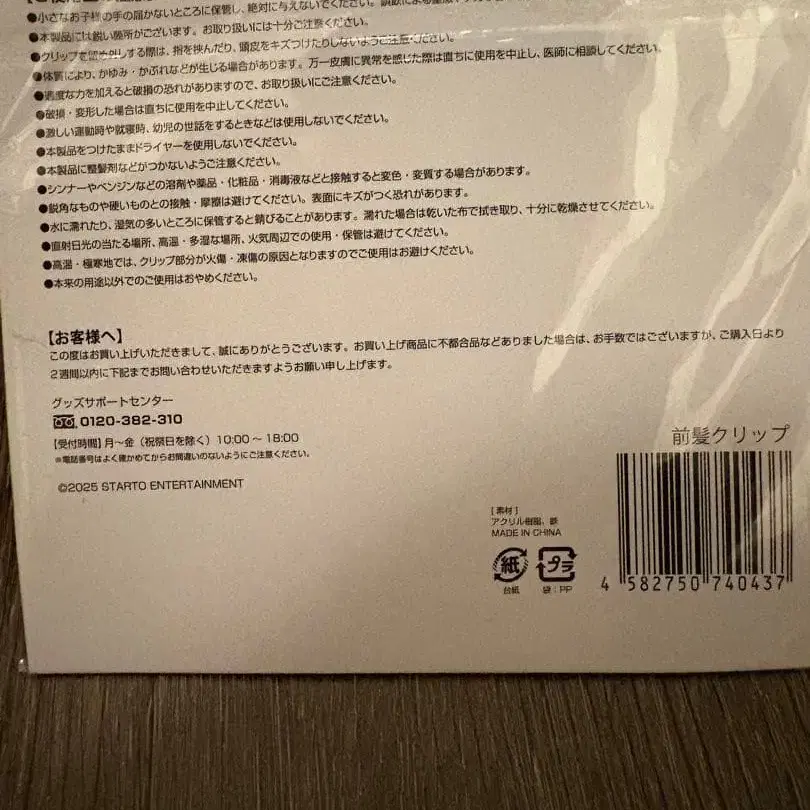 ●小さなお子様の手の届かないところに保管し、絶対に与えないでください。
●本製品には鋭い箇所がございます。お取り扱いには十分ご注意ください。
●クリップを留め外しする際は、指を挟んだり、頭皮をキズつけたりしないようご注意ください。
●体質により、かゆみ・かぶれなどが生じる場合があります。万一皮膚に異常を感じた際は直ちに使用を中止し、医師に相談してください。
●過度な力を加えると破損の恐れがありますので、お取り扱いにご注意ください。
●破損・変形した場合は直ちに使用を中止してください。
●激しい運動時や就寝時、幼児の世話をするときなどは使用しないでください。
●本製品をつけたままドライヤーを使用しないでください。
●本製品に整髪剤などがつかないようご注意ください。
●シンナーやベンジンなどの溶剤や薬品・化粧品・消毒液などと接触すると変色・変質する場合があります。
●鋭角なものや硬いものとの接触・摩擦は避けてください。表面にキズがつく恐れがあります。
●水に濡れたり、湿気の多いところに保管すると錆びることがあります。濡れた場合は乾いた布で拭き取り、十分に乾燥させてください。
●直射日光の当たる場所、高温・多湿な場所、火気周辺での使用・保管は避けてください。
●高温・極寒地では、クリップ部分が火傷・凍傷の原因となりますのでご使用はお避けください。
●本来の用途以外でのご使用はおやめください。
【お客様へ】
この度はお買い上げいただきまして、誠にありがとうございます。お買い上げ商品に不都合品などありました場合は、お手数ではございますが、ご購入日より
2週間以内に下記までお問い合わせいただきますようお願い申し上げます。
グッズサポートセンター
0120-382-310
【受付時間】月～金（祝祭日を除く）10:00～18:00
※電話番号はよく確かめてからお間違いのないようにご注意ください。
©2025 STARTO ENTERTAINMENT
前髪クリップ
[素材]
アクリル樹脂、鉄
MADE IN CHINA
紙 プラ
台紙 袋：PP
4 582750 740437